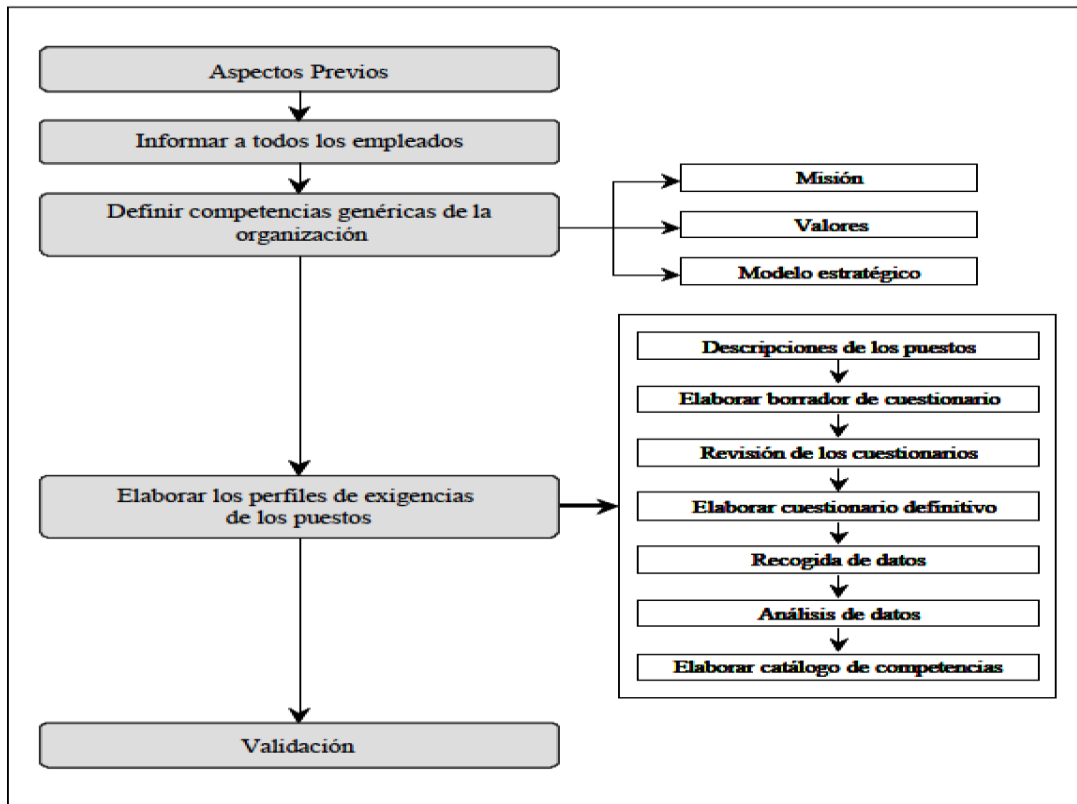 Aspectos Previos
Informar a todos los empleados
Definir competencias genéricas de la
organización
Misión
Valores
Modelo estratégico
Elaborar los perfiles de exigencias
de los puestos
Descripciones de los puestos
Elaborar borrador de cuestionario
Revisión de los cuestionarios
Elaborar cuestionario definitivo
Recogida de datos
Análisis de datos
Elaborar catálogo de competencias
Validación